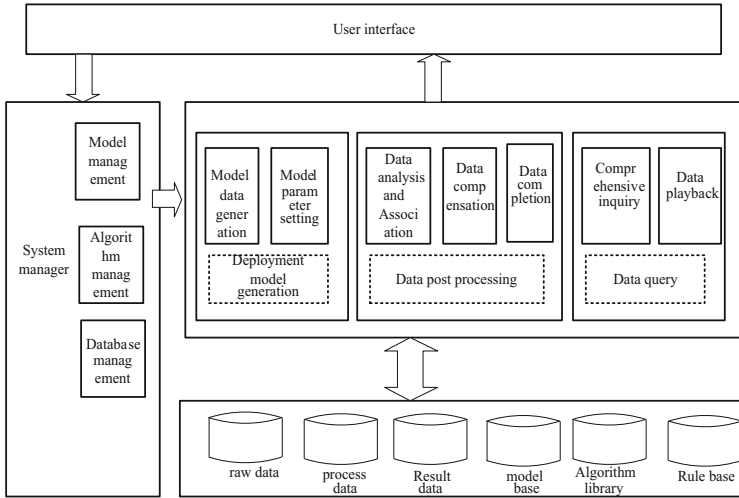 User interface
System
manager
Model
manag
ement
Algorit
hm manag
ement
Database
manag
ement
Model
data
gener
ation
Model
param
eter
setting
Deployment
model
generation
Data
analysis
and
Associ
ation
Data
comp
ensation
Data
com
pletion
Data post processing
Compr
ehensive
inquiry
Data
playback
Data query
raw data
process
data
Result
data
model
base
Algorithm
library
Rule base